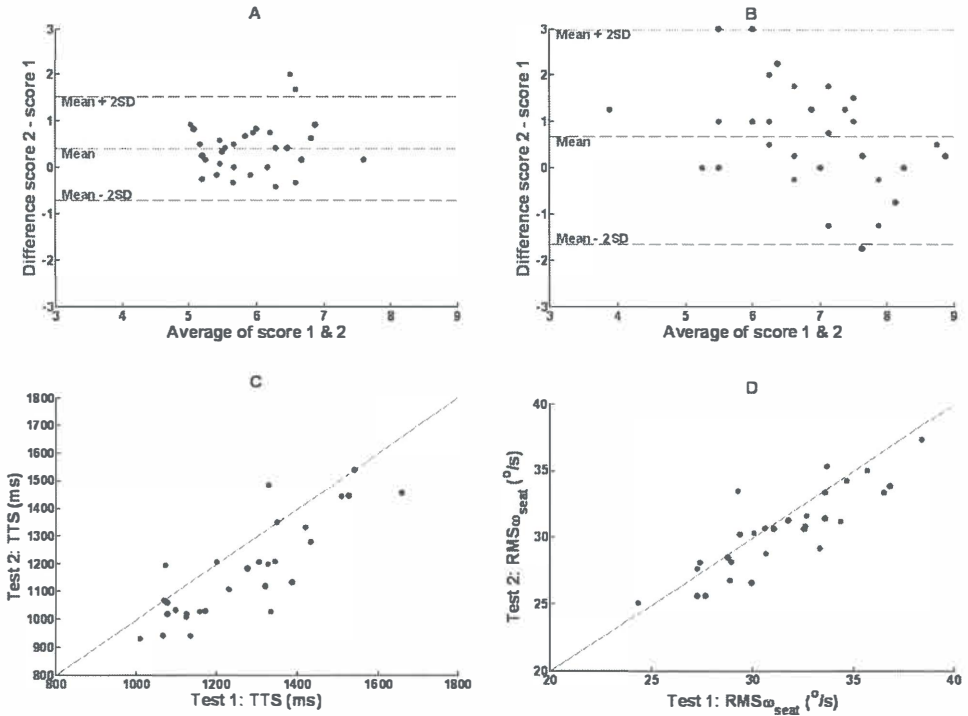 A
Difference score 2 - score 1
3
2
1
0
-1
-2
-3
Mean + 2SD
Mean
Mean - 2SD
3 4 5 6 7 8 9
Average of score 1 & 2
B
Difference score 2 - score 1
3
2
1
0
-1
-2
-3
Mean + 2SD
Mean
Mean - 2SD
3 4 5 6 7 8 9
Average of score 1 & 2
C
Test 2: TTS (ms)
1800
1700
1600
1500
1400
1300
1200
1100
1000
900
800
800 1000 1200 1400 1600 1800
Test 1: TTS (ms)
D
Test 2: RMSω_seat (°/s)
40
35
30
25
20
20 25 30 35 40
Test 1: RMSω_seat (°/s)